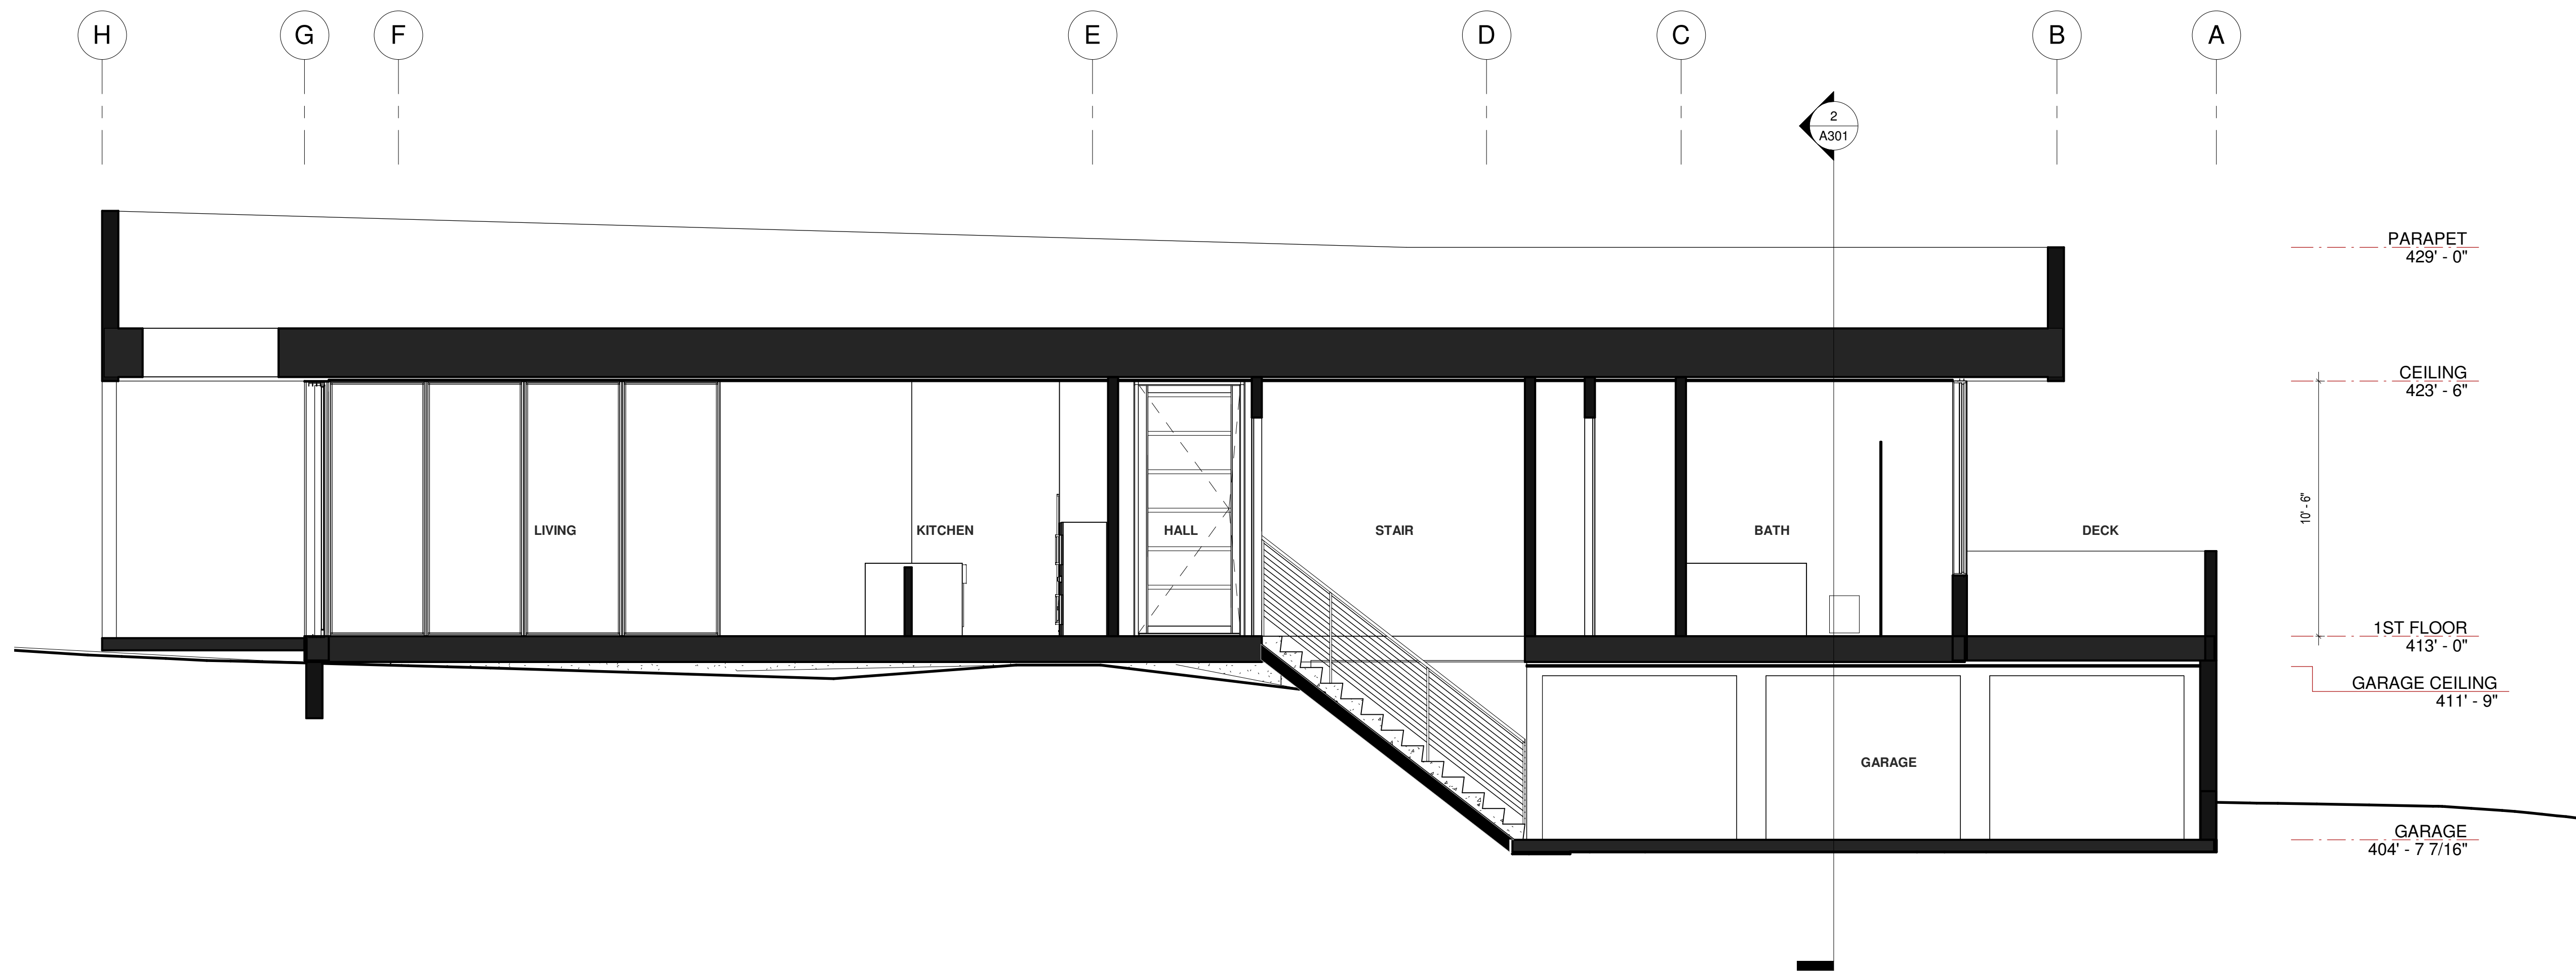 H
G
F
E
D
C
B
A
2
A301
PARAPET
429' - 0"
CEILING
423' - 6"
10' - 6"
LIVING
KITCHEN
HALL
STAIR
BATH
DECK
1ST FLOOR
413' - 0"
GARAGE CEILING
411' - 9"
GARAGE
GARAGE
404' - 7 7/16"